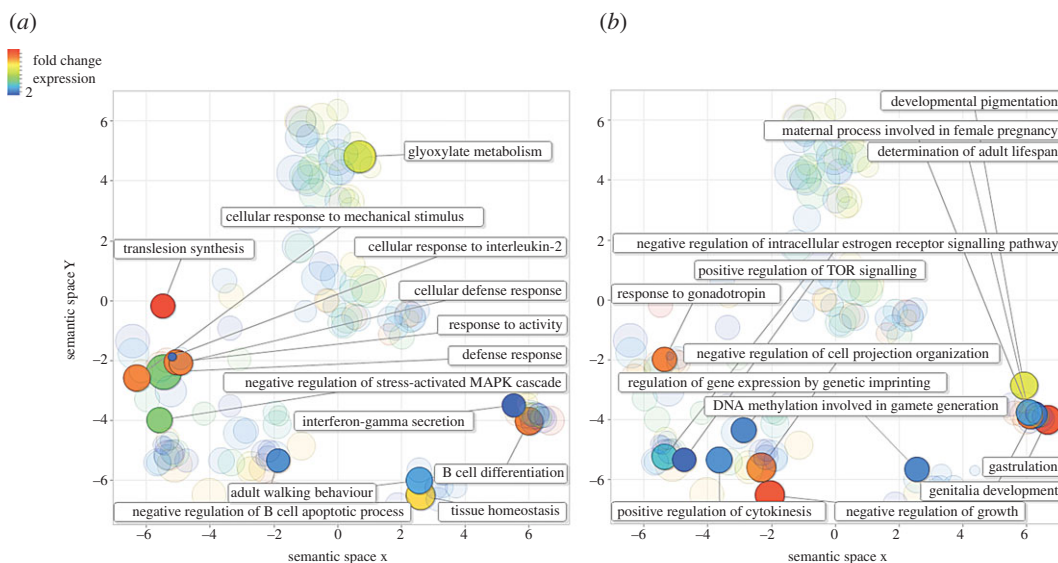 (a)
(b)
fold change
expression
2
developmental pigmentation
maternal process involved in female pregnancy
determination of adult lifespan
glyoxylate metabolism
cellular response to mechanical stimulus
translesion synthesis
cellular response to interleukin-2
cellular defense response
response to activity
defense response
negative regulation of stress-activated MAPK cascade
interferon-gamma secretion
B cell differentiation
adult walking behaviour
negative regulation of B cell apoptotic process
tissue homeostasis
negative regulation of intracellular estrogen receptor signalling pathway
positive regulation of TOR signalling
response to gonadotropin
negative regulation of cell projection organization
regulation of gene expression by genetic imprinting
DNA methylation involved in gamete generation
gastrulation
genitalia development
positive regulation of cytokinesis
negative regulation of growth
semantic space Y
6
4
2
0
−2
−4
−6
−6 −4 −2 0 2 4 6
semantic space x
6
4
2
0
−2
−4
−6
−6 −4 −2 0 2 4 6
semantic space x